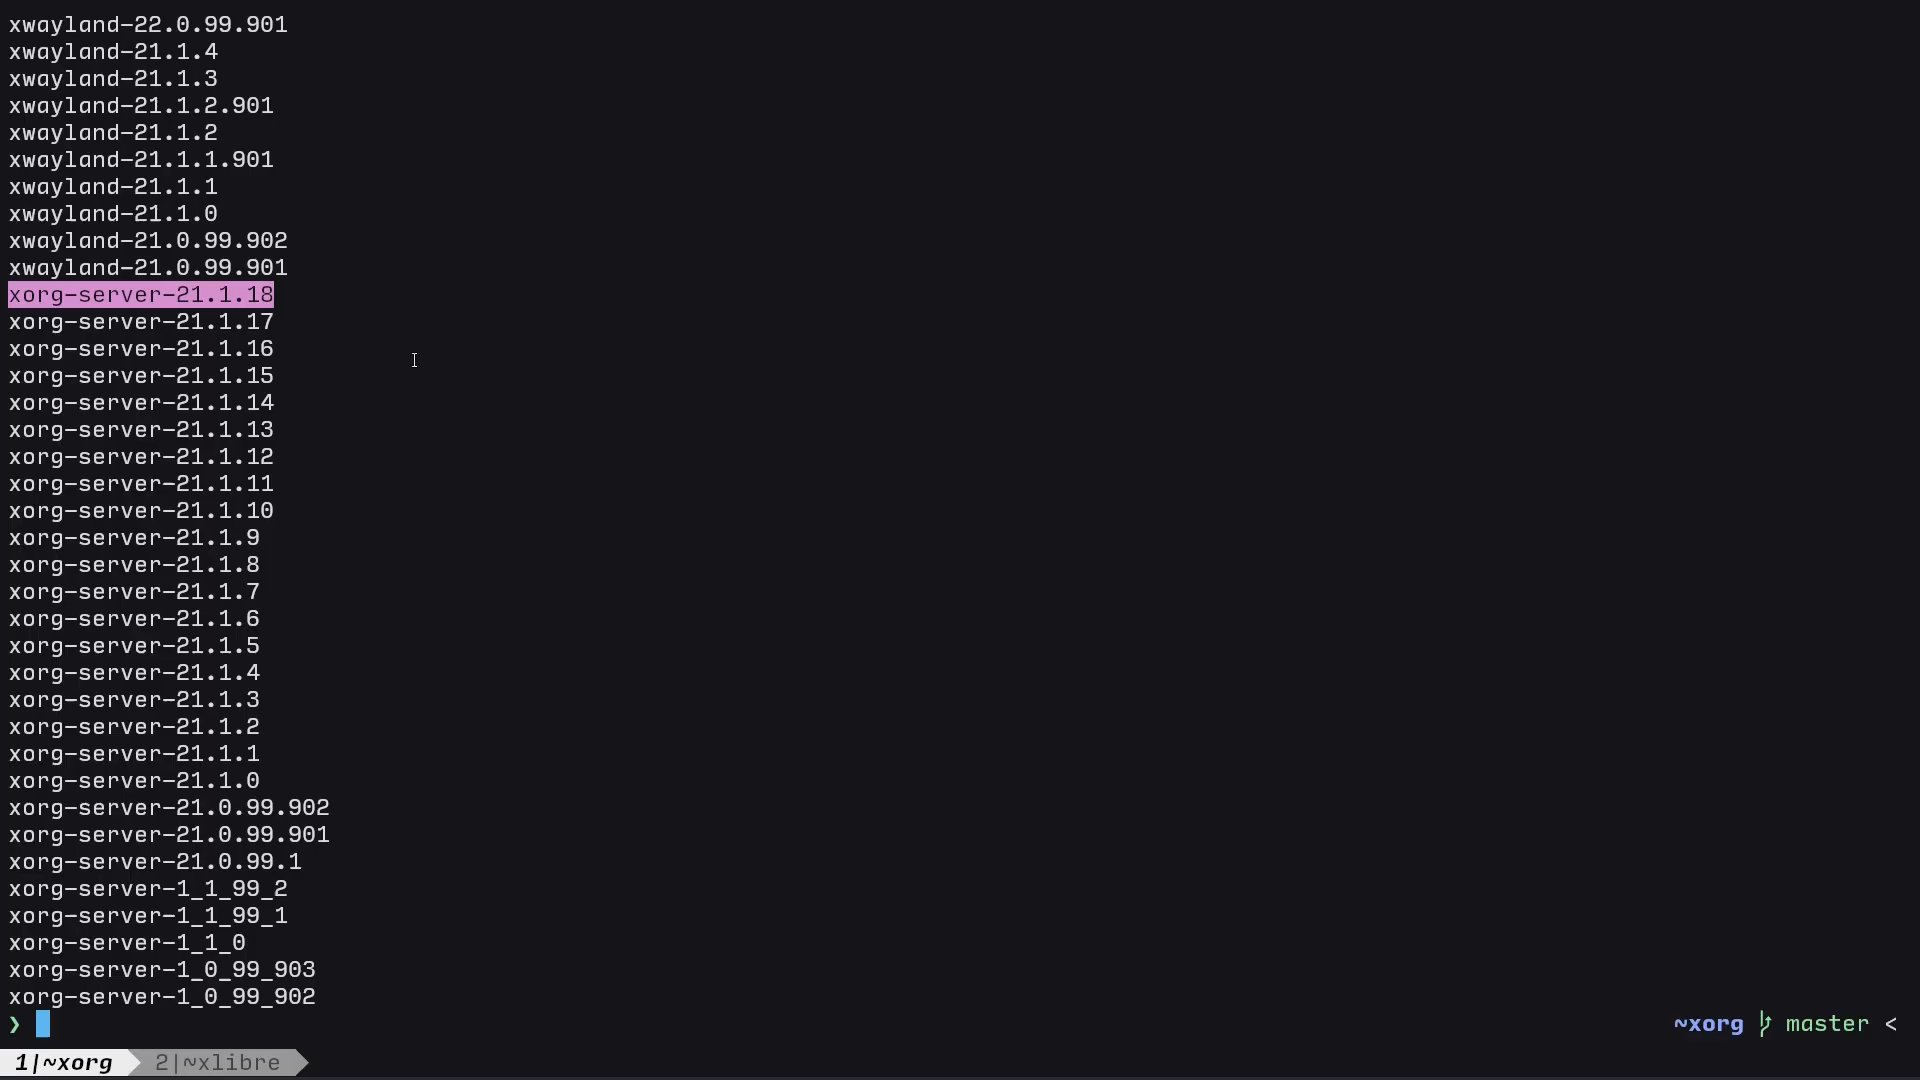 xwayland-22.0.99.901
xwayland-21.1.4
xwayland-21.1.3
xwayland-21.1.2.901
xwayland-21.1.2
xwayland-21.1.1.901
xwayland-21.1.1
xwayland-21.1.0
xwayland-21.0.99.902
xwayland-21.0.99.901
xorg-server-21.1.18
xorg-server-21.1.17
xorg-server-21.1.16
xorg-server-21.1.15
xorg-server-21.1.14
xorg-server-21.1.13
xorg-server-21.1.12
xorg-server-21.1.11
xorg-server-21.1.10
xorg-server-21.1.9
xorg-server-21.1.8
xorg-server-21.1.7
xorg-server-21.1.6
xorg-server-21.1.5
xorg-server-21.1.4
xorg-server-21.1.3
xorg-server-21.1.2
xorg-server-21.1.1
xorg-server-21.1.0
xorg-server-21.0.99.902
xorg-server-21.0.99.901
xorg-server-21.0.99.1
xorg-server-1_1_99_2
xorg-server-1_1_99_1
xorg-server-1_1_0
xorg-server-1_0_99_903
xorg-server-1_0_99_902
❯ ~xorg master <
1|~xorg 2|~xlibre